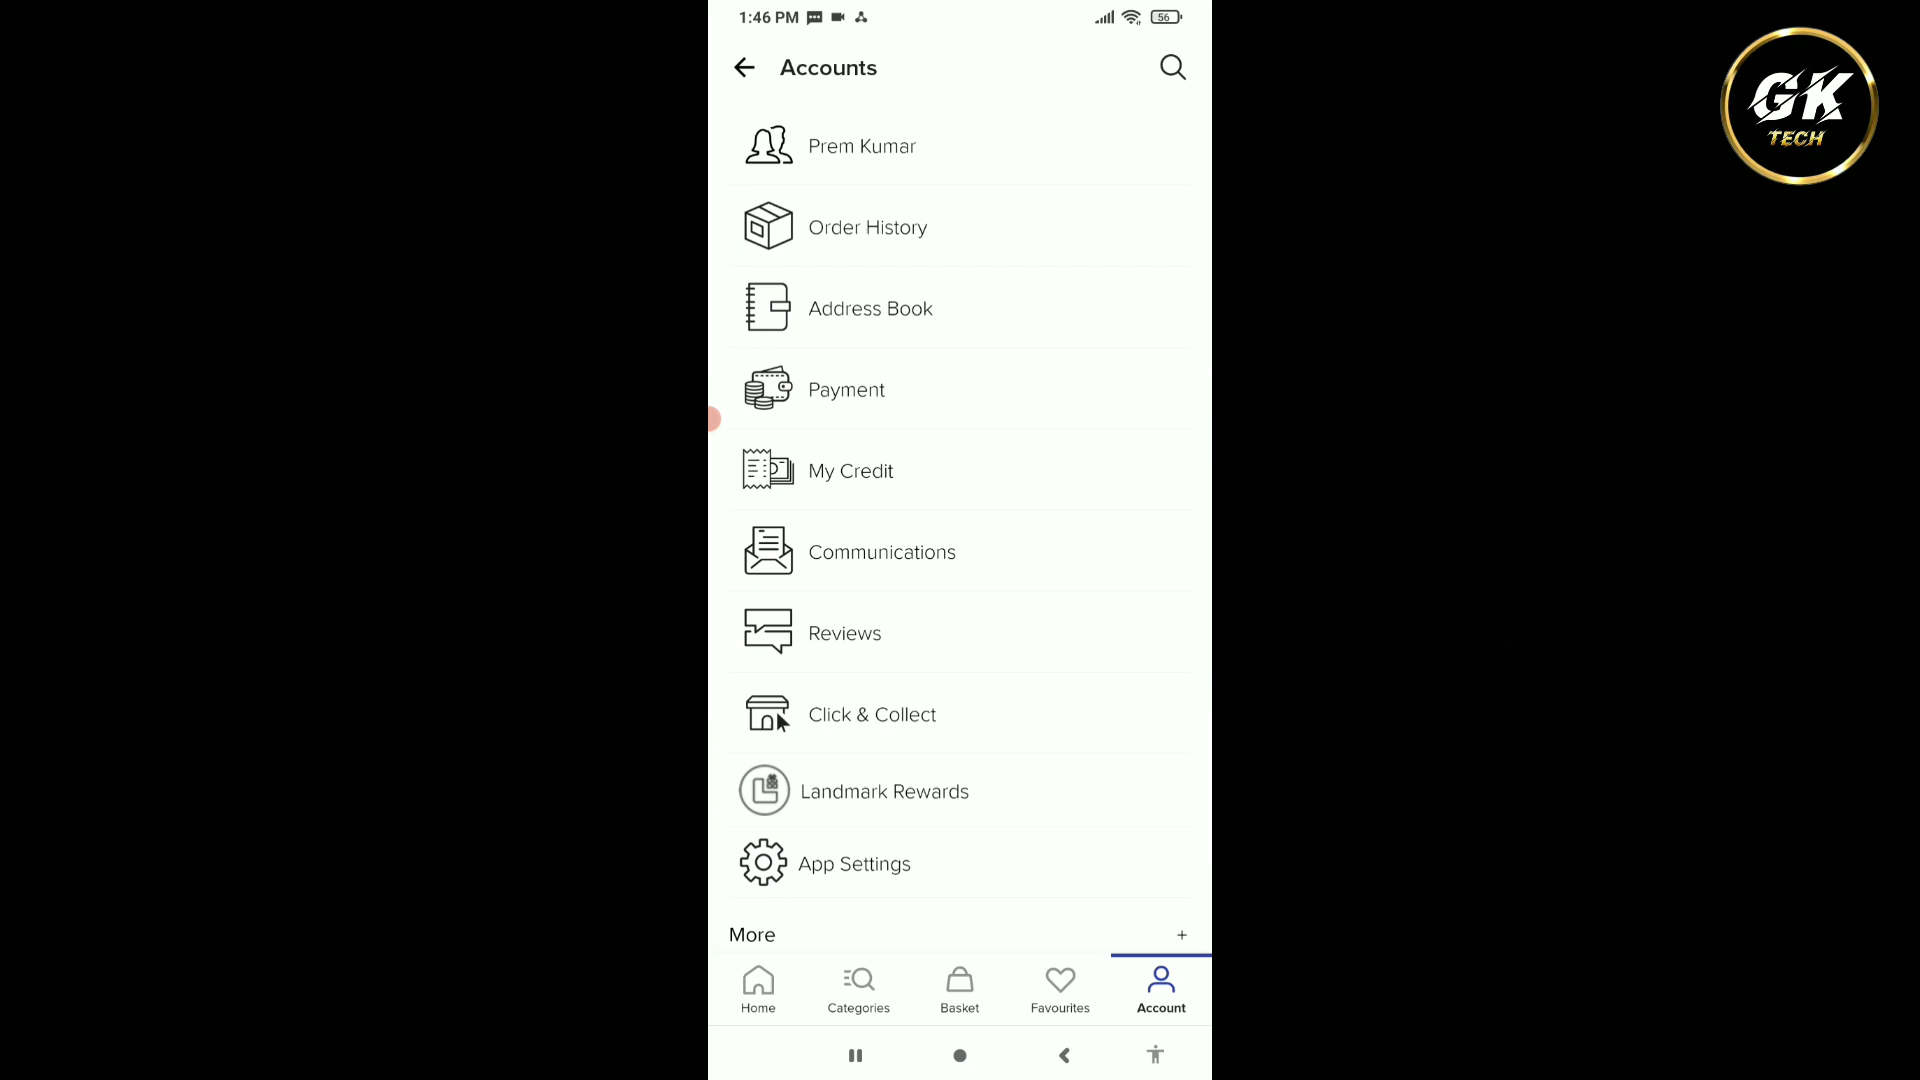 1:46 PM
56
Accounts
GK
TECH
Prem Kumar
Order History
Address Book
Payment
My Credit
Communications
Reviews
Click & Collect
Landmark Rewards
App Settings
More +
Home
Categories
Basket
Favourites
Account